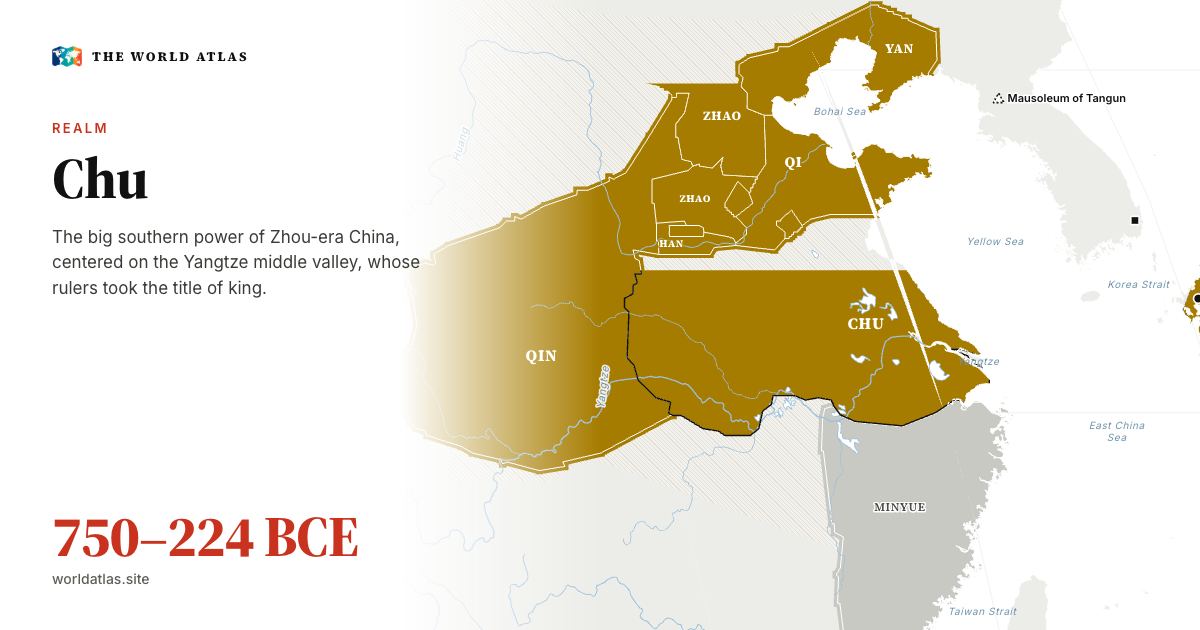 THE WORLD ATLAS
REALM
Chu
The big southern power of Zhou-era China,
centered on the Yangtze middle valley, whose
rulers took the title of king.
750–224 BCE
worldatlas.site
YAN
Mausoleum of Tangun
ZHAO
Bohai Sea
Huang
QI
ZHAO
HAN
Yellow Sea
Korea Strait
CHU
QIN
Yangtze
Yangtze
East China
Sea
MINYUE
Taiwan Strait